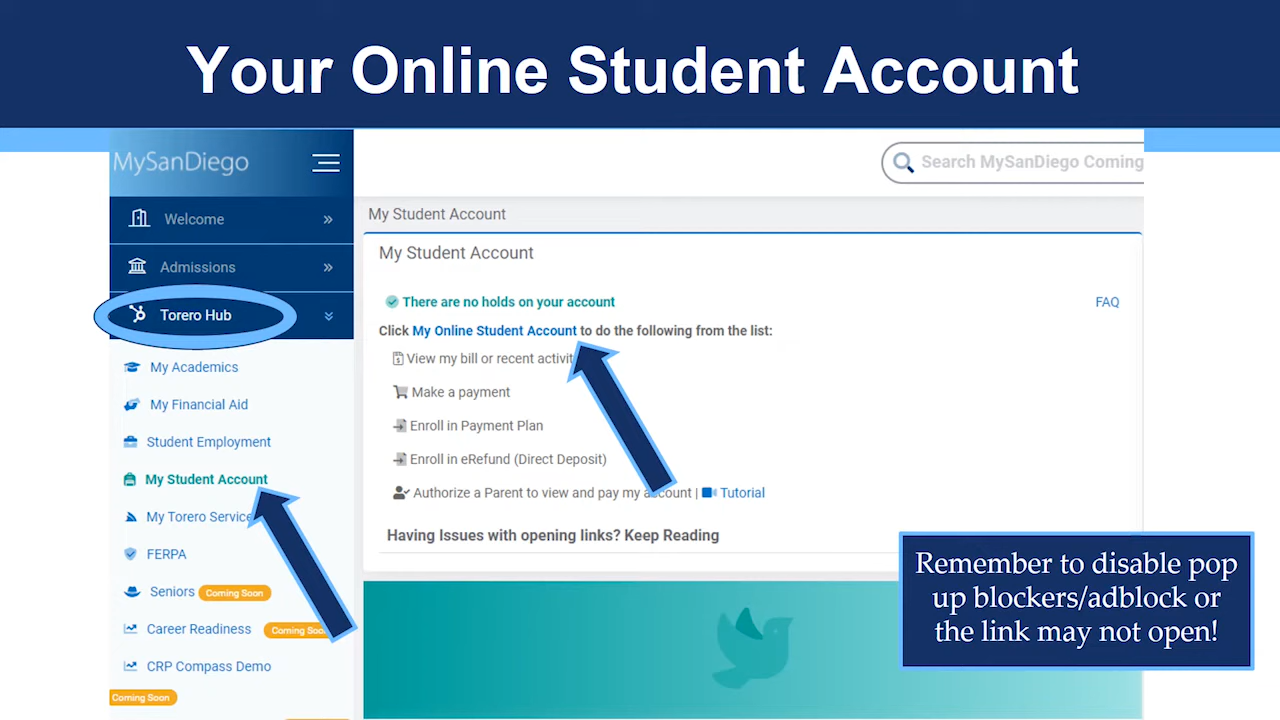 Your Online Student Account
MySanDiego
Search MySanDiego Coming
Welcome
Admissions
Torero Hub
My Academics
My Financial Aid
Student Employment
My Student Account
My Torero Service
FERPA
Seniors Coming Soon
Career Readiness Coming Soon
CRP Compass Demo
Coming Soon
My Student Account
My Student Account
There are no holds on your account
FAQ
Click My Online Student Account to do the following from the list:
View my bill or recent activit
Make a payment
Enroll in Payment Plan
Enroll in eRefund (Direct Deposit)
Authorize a Parent to view and pay my account | Tutorial
Having Issues with opening links? Keep Reading
Remember to disable pop
up blockers/adblock or
the link may not open!